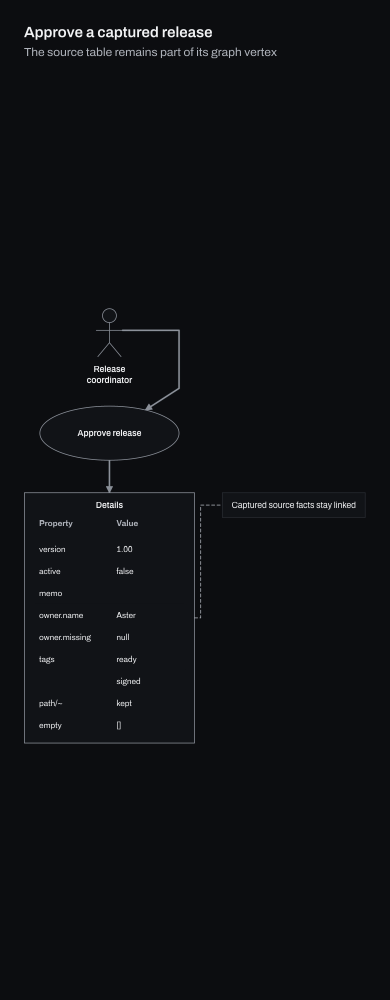 Approve a captured release
The source table remains part of its graph vertex
Release
coordinator
Approve release
Details
Captured source facts stay linked
Property Value
version 1.00
active false
memo
owner.name Aster
owner.missing null
tags ready
signed
path/~ kept
empty []